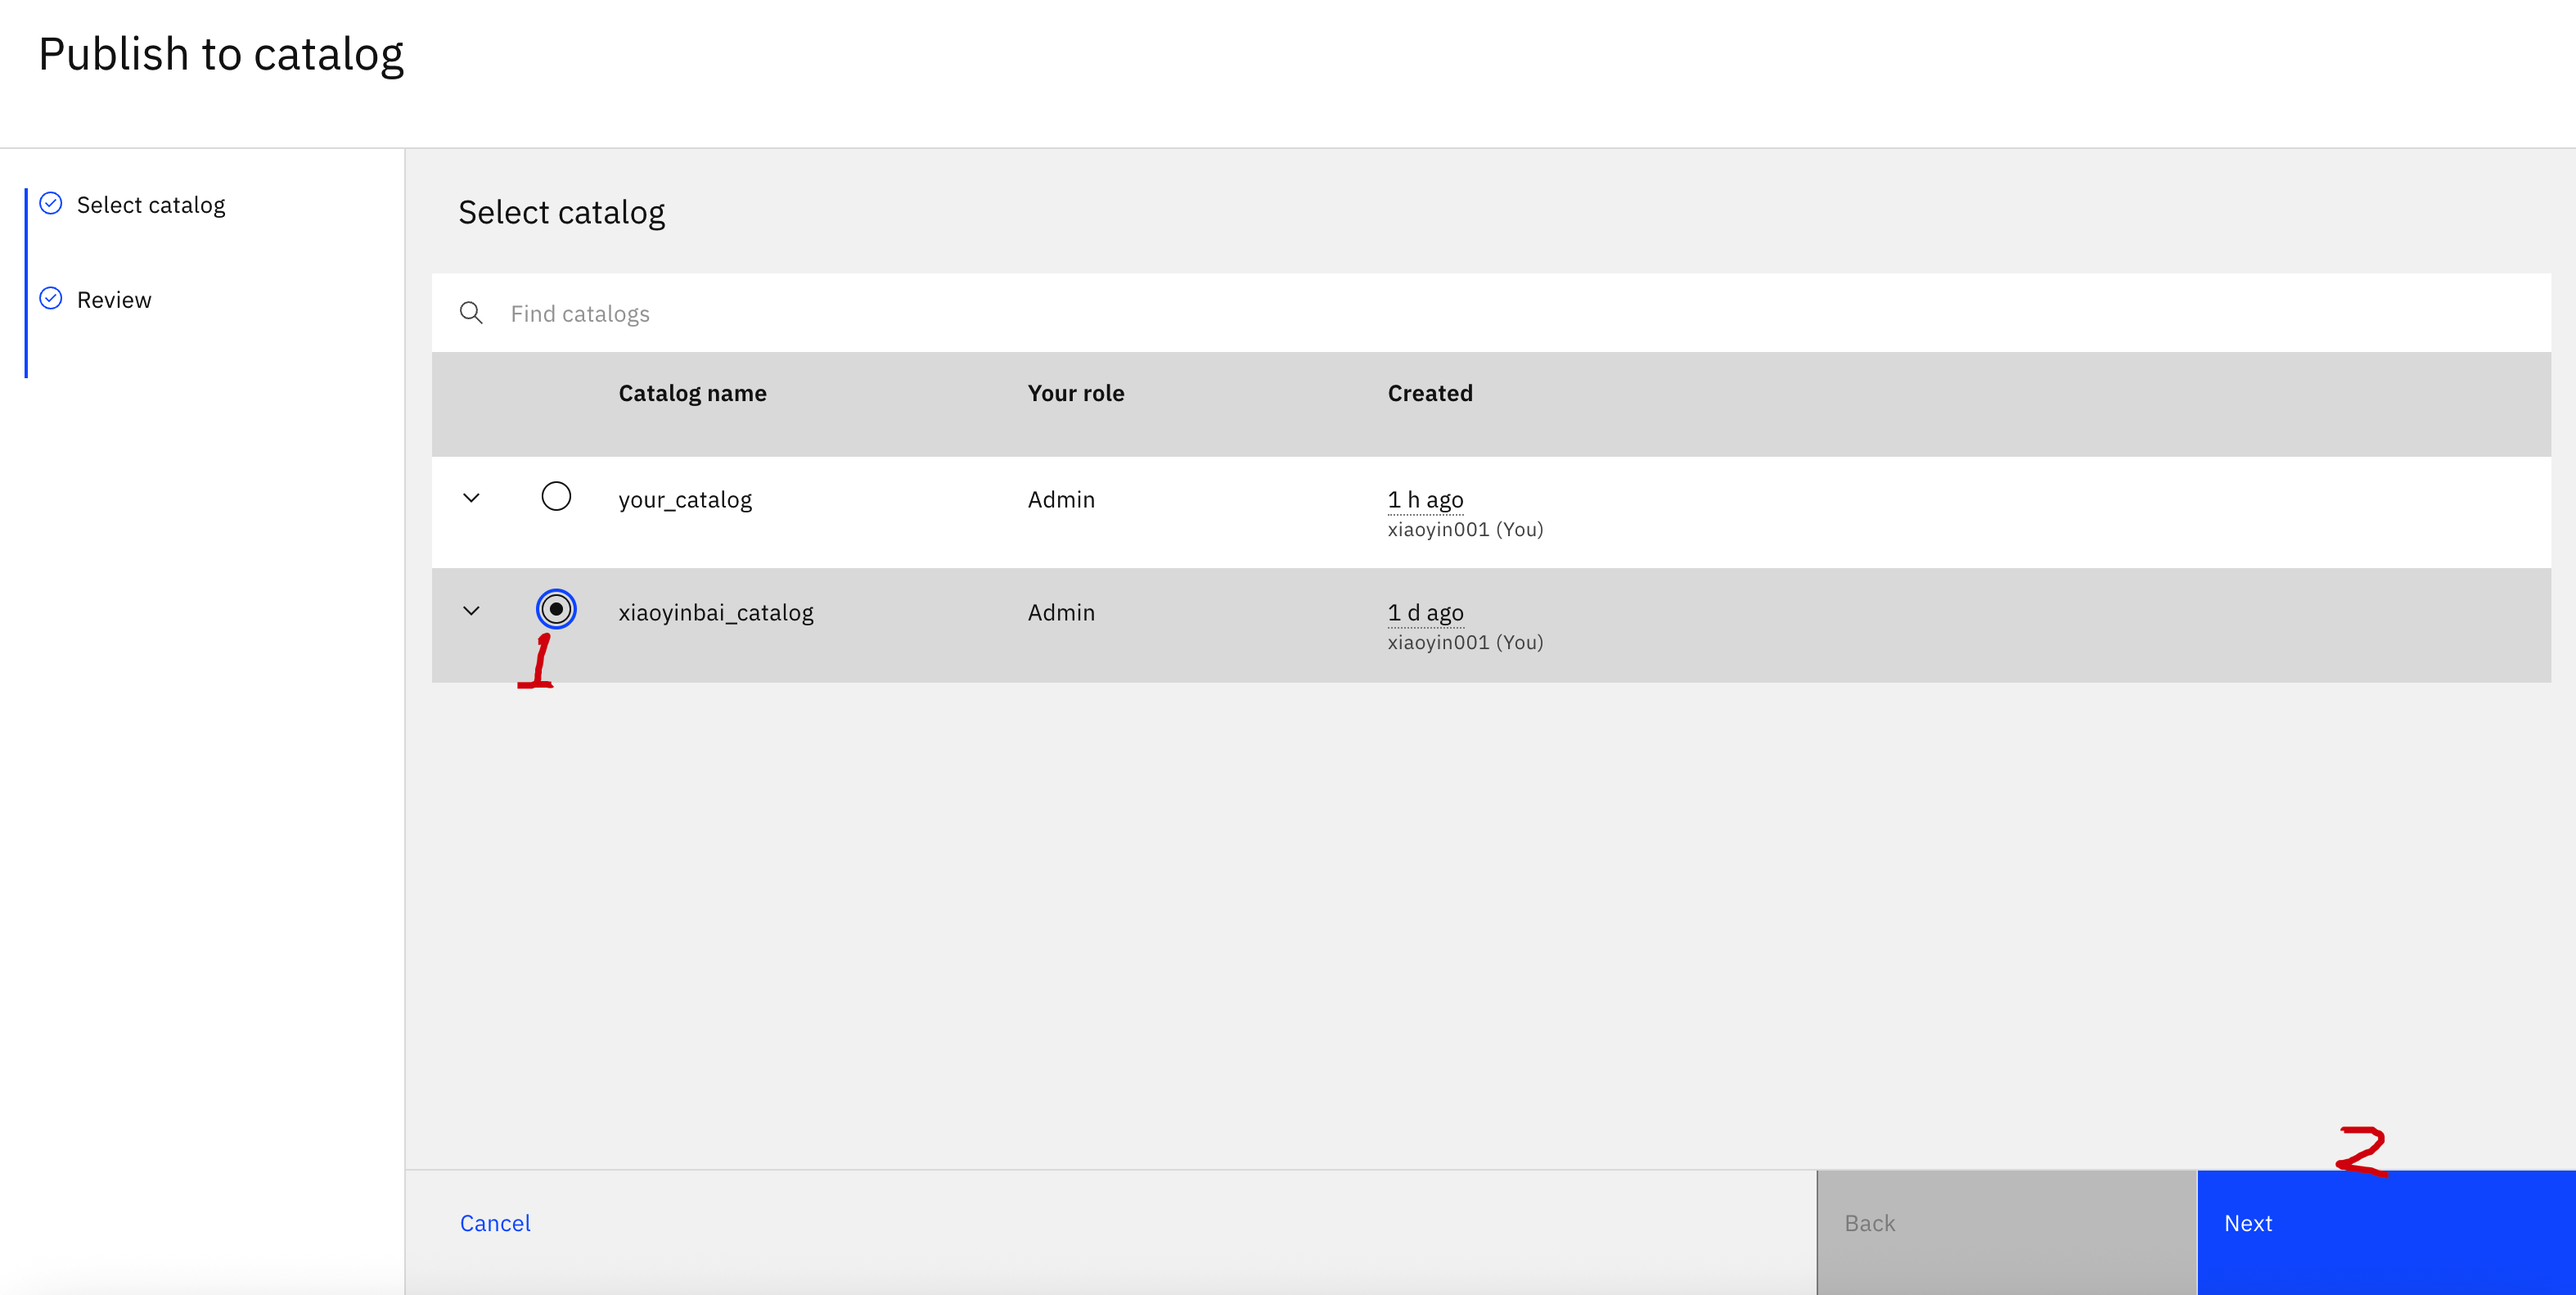 Publish to catalog
Select catalog
Review
Select catalog
Find catalogs
Catalog name Your role Created
your_catalog Admin 1 h ago
xiaoyin001 (You)
xiaoyinbai_catalog Admin 1 d ago
xiaoyin001 (You)
1
2
Cancel Back Next